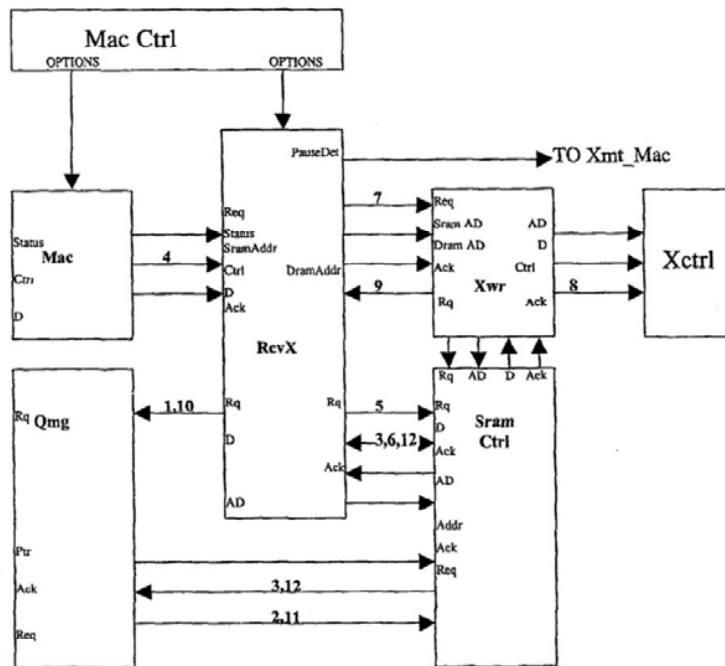 Mac Ctrl
OPTIONS OPTIONS
PauseDet
TO Xmt_Mac
Req
Status
SramAddr
Ctrl
D
Ack
DramAddr
RcvX
Rq
D
AD
Rq
Ack
Status
Mac
Ctrl
D
4
7
9
Req
Sram AD
Dram AD
Ack
Rq
Xwr
AD
D
Ctrl
Ack
8
Xctrl
Rq AD D Ack
Rq
D
Ack
AD
Sram
Ctrl
Addr
Ack
Req
5
3,6,12
1,10
Rq
Qmg
Ptr
Ack
Req
3,12
2,11